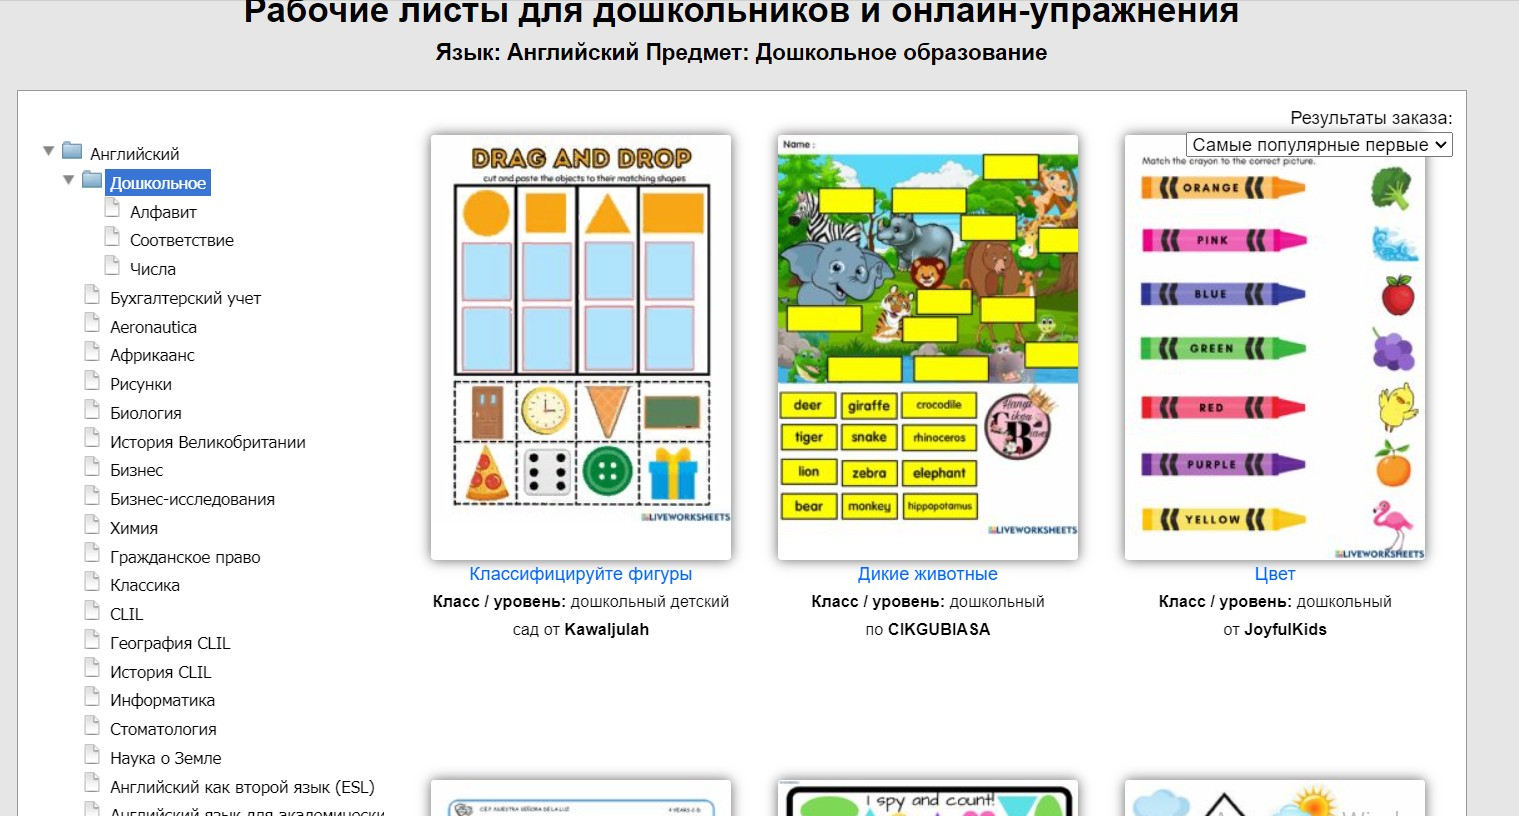 Рабочие листы для дошкольников и онлайн-упражнения
Язык: Английский Предмет: Дошкольное образование
Результаты заказа:
Самые популярные первые
Английский
Дошкольное
Алфавит
Соответствие
Числа
Бухгалтерский учет
Aeronautica
Африкаанс
Рисунки
Биология
История Великобритании
Бизнес
Бизнес-исследования
Химия
Гражданское право
Классика
CLIL
География CLIL
История CLIL
Информатика
Стоматология
Наука о Земле
Английский как второй язык (ESL)
Английский язык для академически
DRAG AND DROP
cut and paste the objects to their matching shapes
LIVEWORKSHEETS
Классифицируйте фигуры
Класс / уровень: дошкольный детский
сад от Kawaljulah
Name :
deer giraffe crocodile
tiger snake rhinoceros
lion zebra elephant
bear monkey hippopotamus
LIVEWORKSHEETS
Дикие животные
Класс / уровень: дошкольный
по CIKGUBIASA
Match the crayon to the correct picture.
ORANGE
PINK
BLUE
GREEN
RED
PURPLE
YELLOW
LIVEWORKSHEETS
Цвет
Класс / уровень: дошкольный
от JoyfulKids
I spy and count!